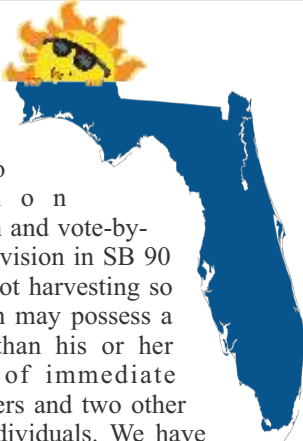 o n
and vote-by-
vision in SB 90
ot harvesting so
may possess a
than his or her
of immediate
ers and two other
dividuals. We have